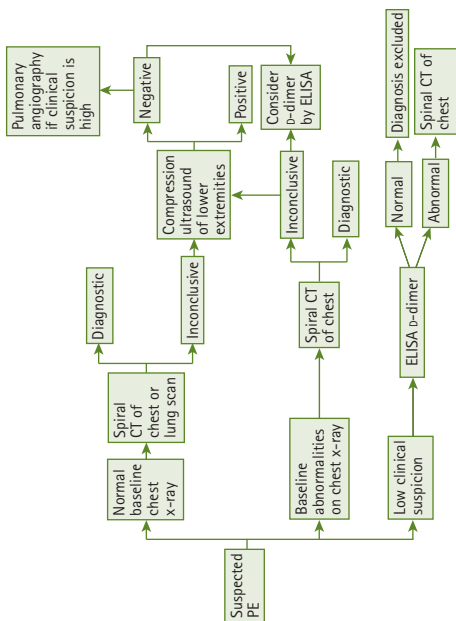 Suspected
PE
Normal
baseline
chest
x-ray
Baseline
abnormalities
on chest x-ray
Low clinical
suspicion
Spiral CT
of chest or
lung scan
Spiral CT
of chest
ELISA D-dimer
Diagnostic
Inconclusive
Inconclusive
Diagnostic
Normal
Abnormal
Compression
ultrasound
of lower
extremities
Consider
D-dimer
by ELISA
Diagnosis excluded
Spinal CT of
chest
Negative
Positive
Pulmonary
angiography
if clinical
suspicion is
high